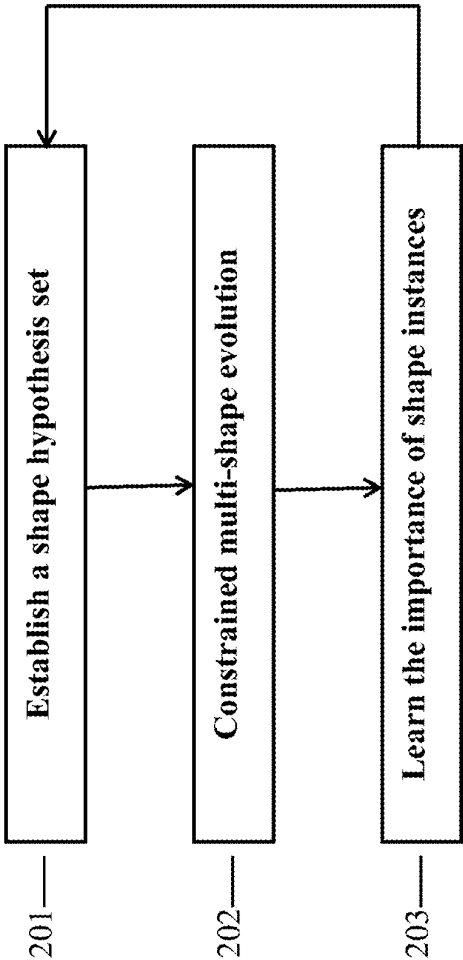 201
Establish a shape hypothesis set
202
Constrained multi-shape evolution
203
Learn the importance of shape instances